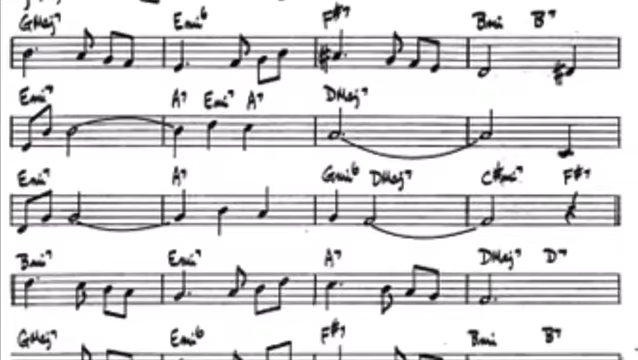 GMaj7 Emi6 F#7 Bmi B7
Emi7 A7 Emi7 A7 DMaj7
Emi7 A7 Gmi6 DMaj7 C#mi7 F#7
Bmi7 Emi7 A7 DMaj7 D7
GMaj7 Emi6 F#7 Bmi B7